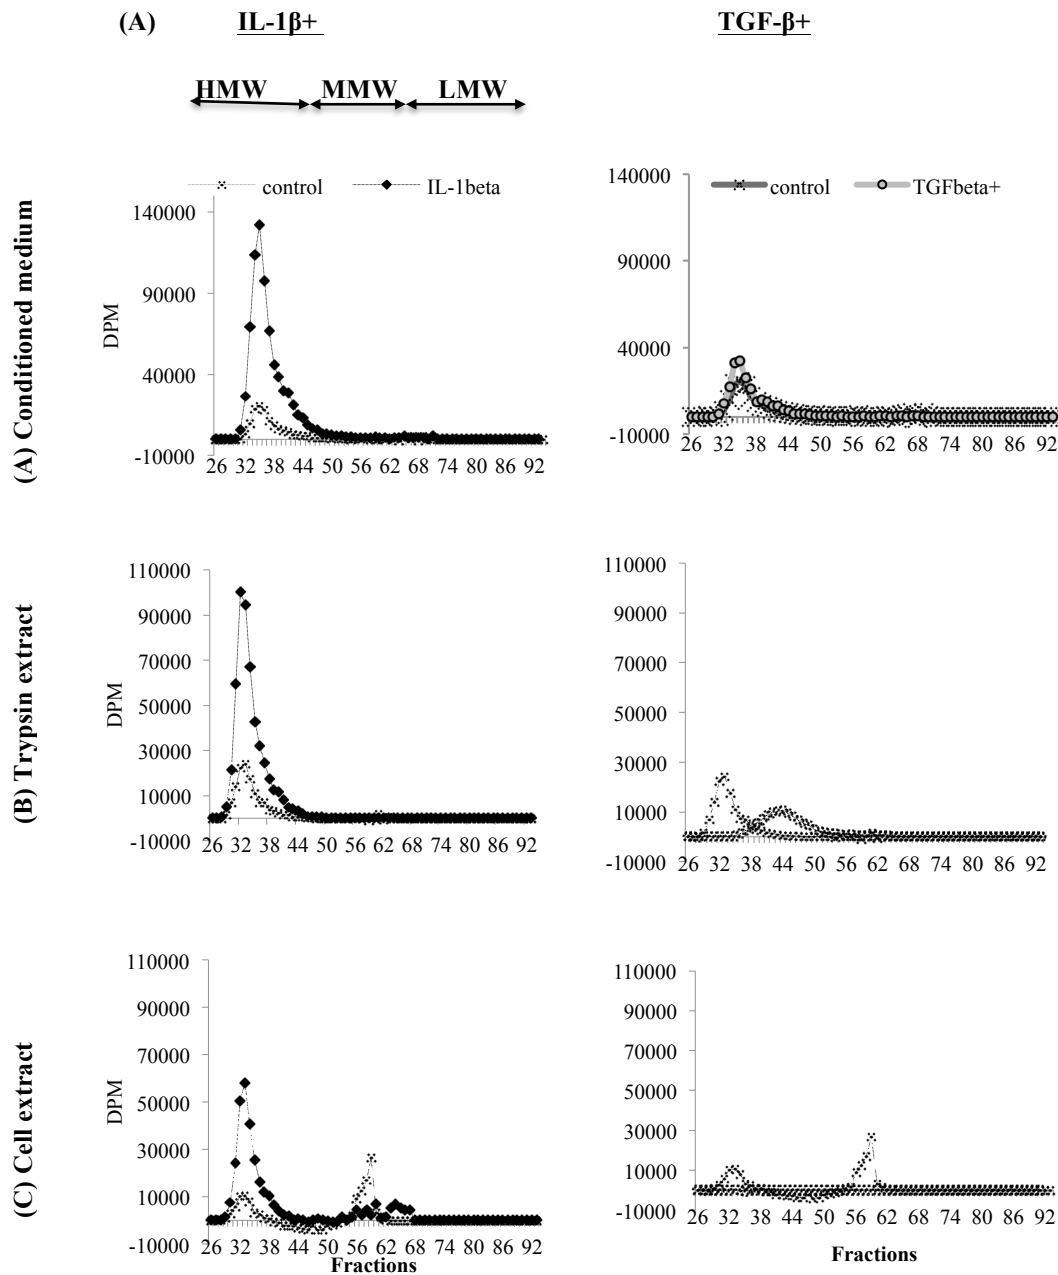 (A) IL-1β+ TGF-β+
HMW MMW LMW
(A) Conditioned medium
control IL-1beta
DPM
140000
90000
40000
-10000
26 32 38 44 50 56 62 68 74 80 86 92
control TGFbeta+
140000
90000
40000
-10000
26 32 38 44 50 56 62 68 74 80 86 92
(B) Trypsin extract
DPM
110000
90000
70000
50000
30000
10000
-10000
26 32 38 44 50 56 62 68 74 80 86 92
110000
90000
70000
50000
30000
10000
-10000
26 32 38 44 50 56 62 68 74 80 86 92
(C) Cell extract
DPM
110000
90000
70000
50000
30000
10000
-10000
26 32 38 44 50 56 62 68 74 80 86 92
Fractions
110000
90000
70000
50000
30000
10000
-10000
26 32 38 44 50 56 62 68 74 80 86 92
Fractions